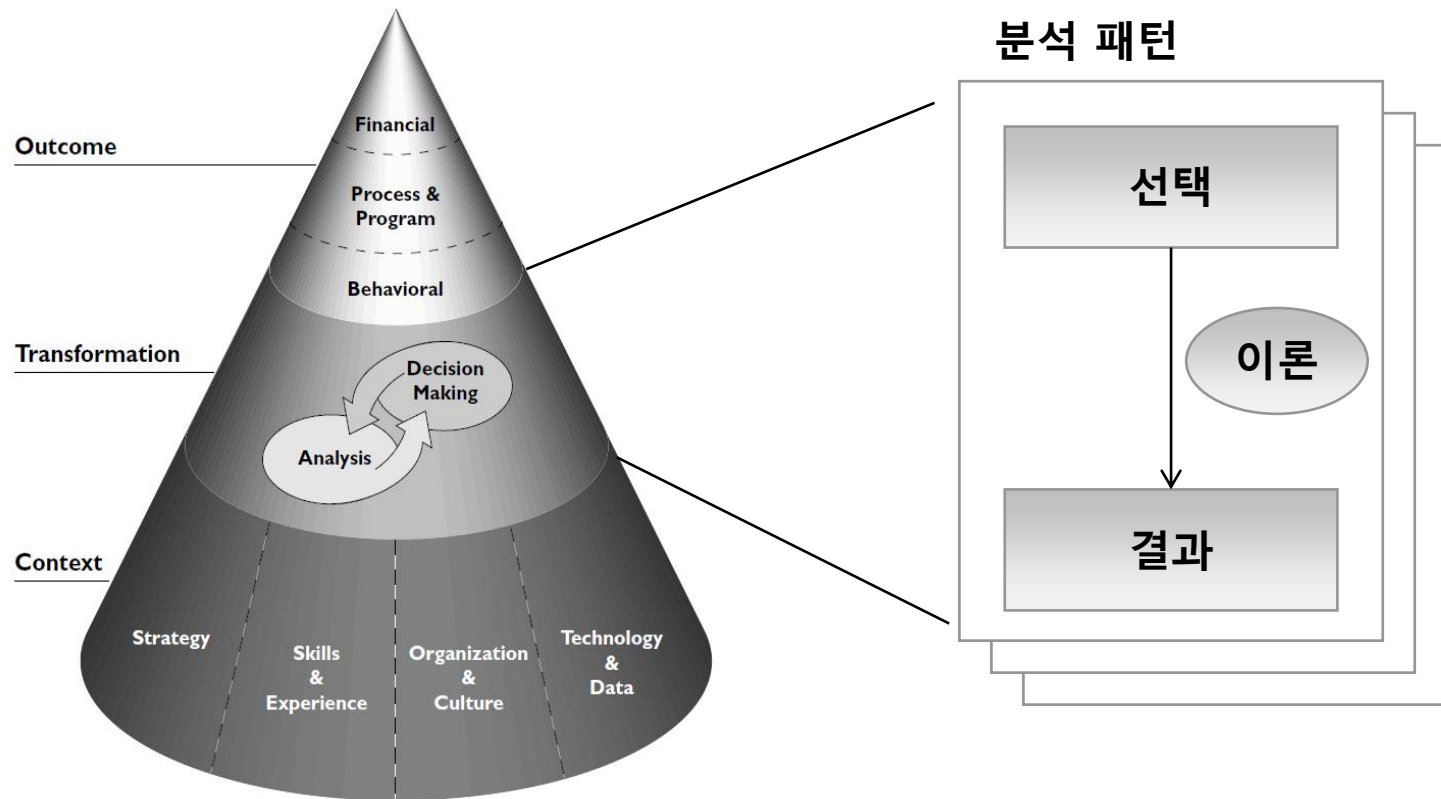 Outcome
Financial
Process &
Program
Behavioral
Transformation
Decision
Making
Analysis
Context
Strategy
Skills
&
Experience
Organization
&
Culture
Technology
&
Data
분석 패턴
선택
이론
결과